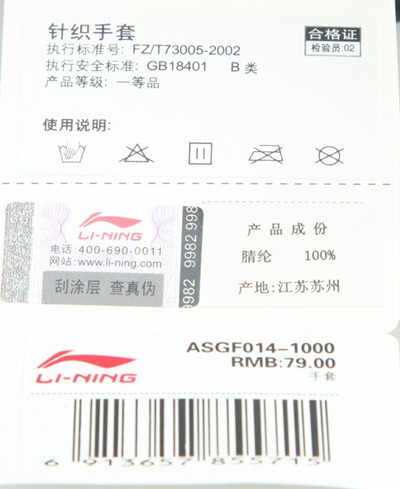 针织手套
合格证
检验员:02
执行标准号: FZ/T73005-2002
执行安全标准: GB18401 B 类
产品等级: 一等品
使用说明:
LI-NING
电话:400-690-0011
网站:www.li-ning.com
刮涂层 查真伪
9982 9982 998
产 品 成 份
腈纶 100%
产地:江苏苏州
LI-NING
ASGF014-1000
RMB:79.00
手套
6 913657 855715